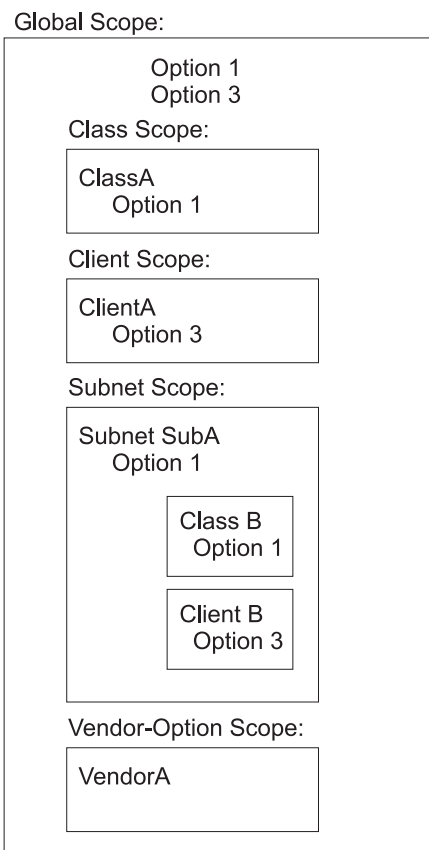 Global Scope:
Option 1
Option 3
Class Scope:
ClassA
Option 1
Client Scope:
ClientA
Option 3
Subnet Scope:
Subnet SubA
Option 1
Class B
Option 1
Client B
Option 3
Vendor-Option Scope:
VendorA